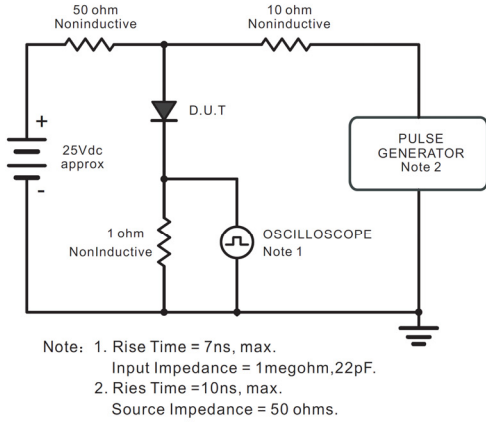 50 ohm
Noninductive
10 ohm
Noninductive
D.U.T
+
25Vdc
approx
-
PULSE
GENERATOR
Note 2
1 ohm
NonInductive
OSCILLOSCOPE
Note 1
Note: 1. Rise Time = 7ns, max.
Input Impedance = 1megohm,22pF.
2. Ries Time =10ns, max.
Source Impedance = 50 ohms.